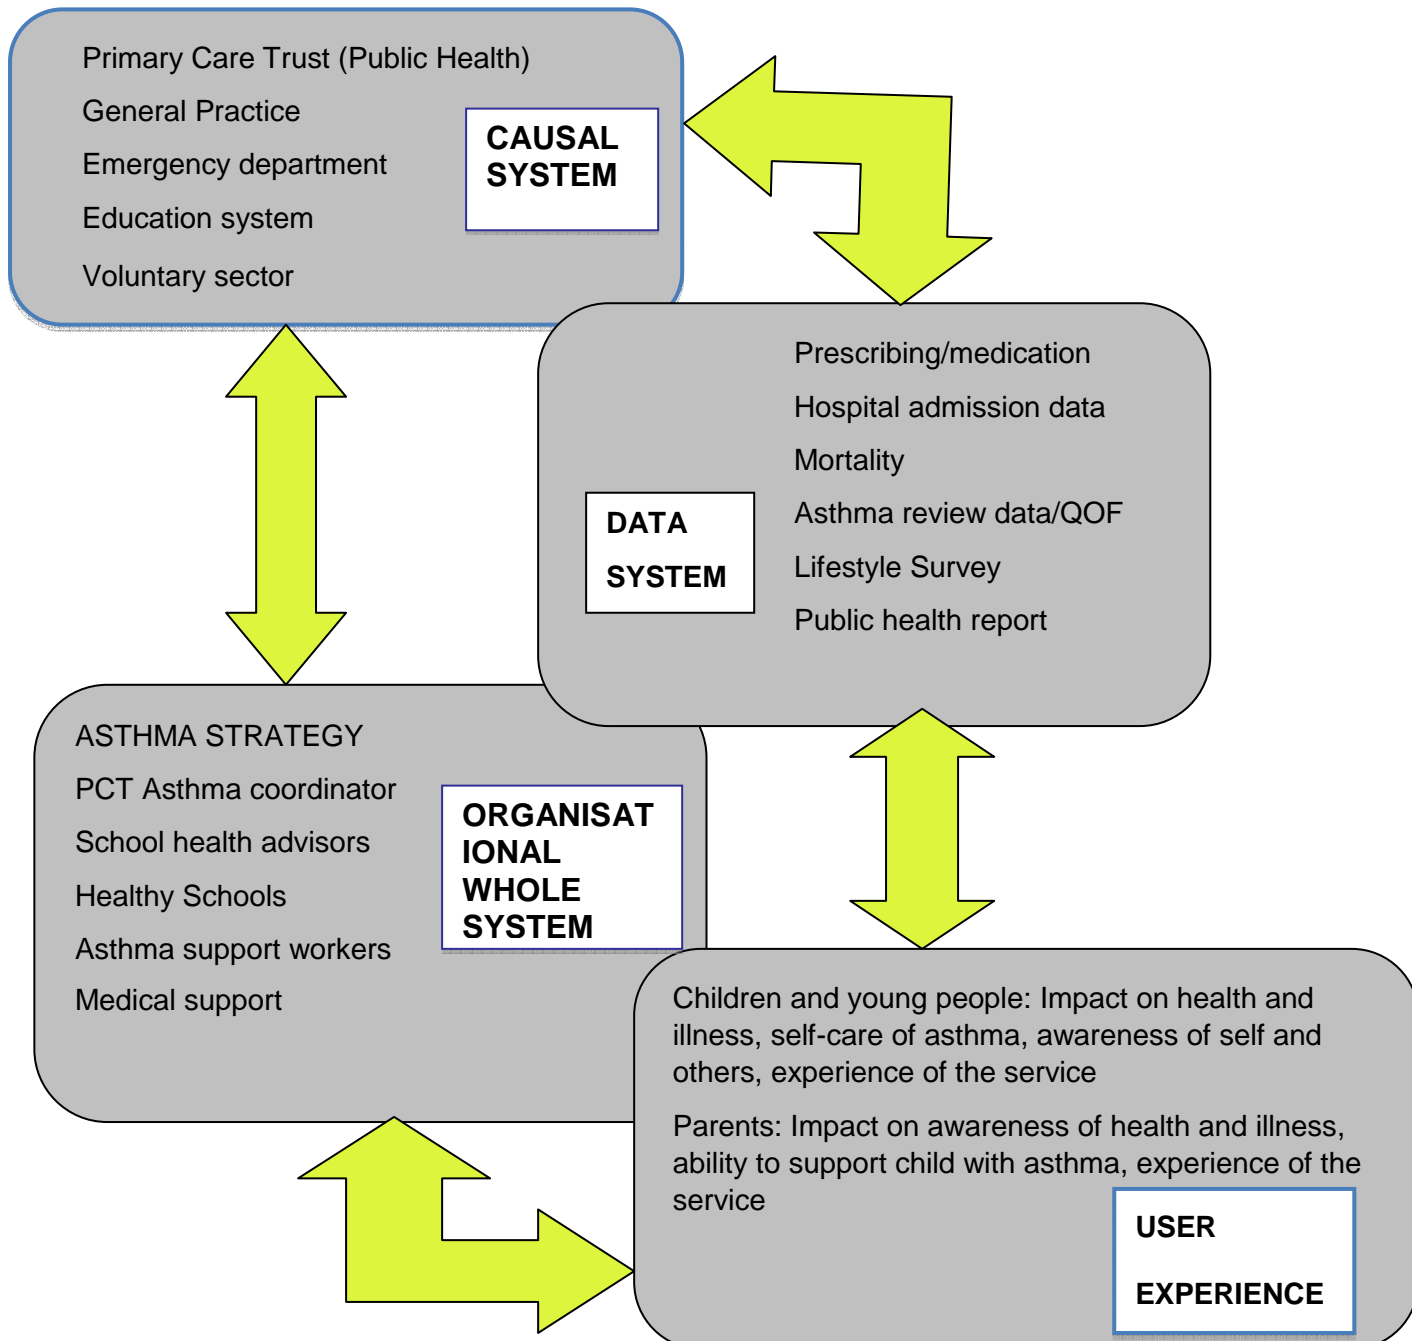 Primary Care Trust (Public Health)
General Practice
Emergency department
Education system
Voluntary sector
CAUSAL
SYSTEM
Prescribing/medication
Hospital admission data
Mortality
Asthma review data/QOF
Lifestyle Survey
Public health report
DATA
SYSTEM
ASTHMA STRATEGY
PCT Asthma coordinator
School health advisors
Healthy Schools
Asthma support workers
Medical support
ORGANISAT
IONAL
WHOLE
SYSTEM
Children and young people: Impact on health and
illness, self-care of asthma, awareness of self and
others, experience of the service
Parents: Impact on awareness of health and illness,
ability to support child with asthma, experience of the
service
USER
EXPERIENCE